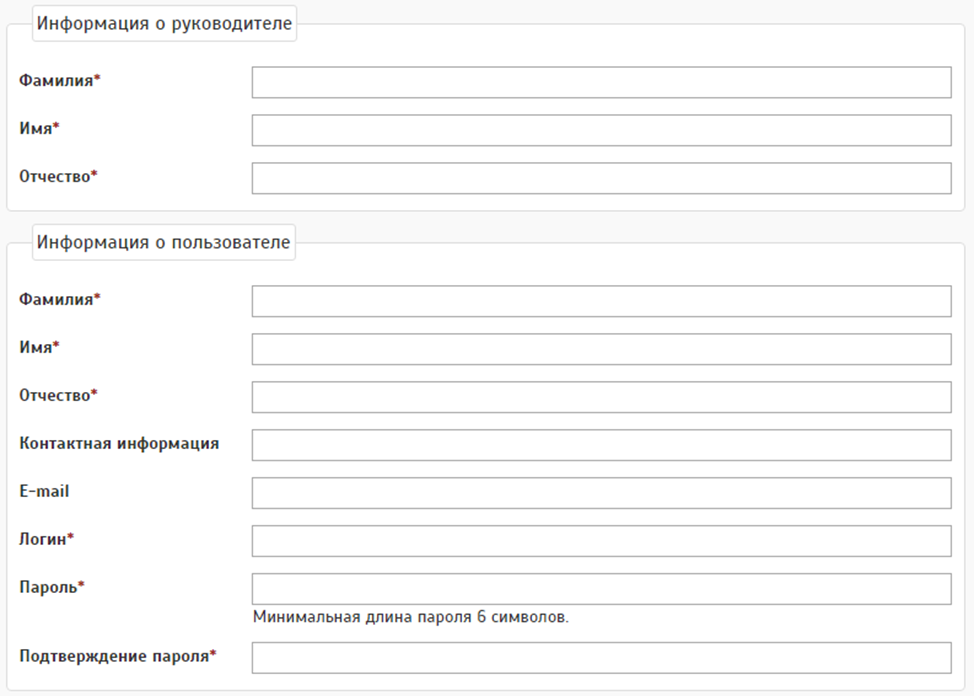 Информация о руководителе
Фамилия*
Имя*
Отчество*
Информация о пользователе
Фамилия*
Имя*
Отчество*
Контактная информация
E-mail
Логин*
Пароль*
Минимальная длина пароля 6 символов.
Подтверждение пароля*